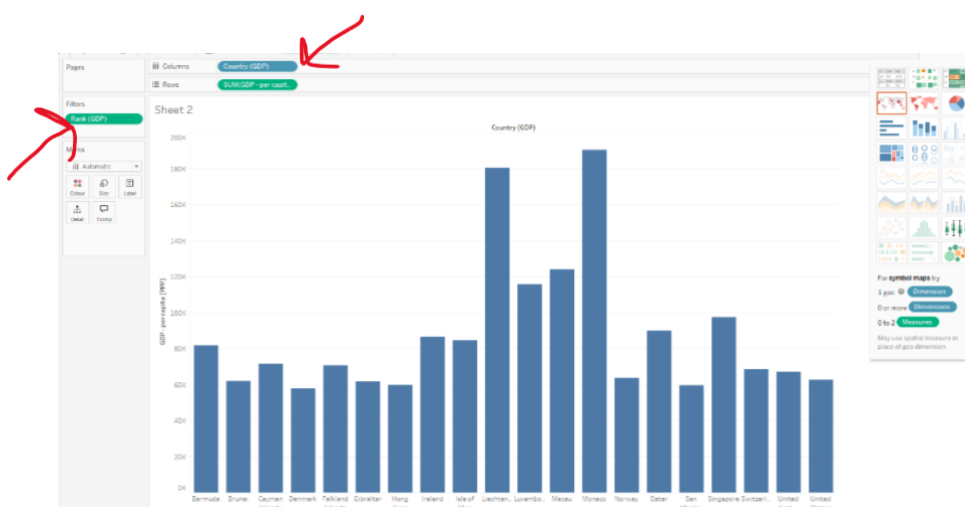 Pages
Columns
Country (GDP)
Rows
SUM(GDP - per capit..
Filters
Rank (GDP)
Marks
Automatic
Colour
Size
Label
Detail
Tooltip
Sheet 2
Country (GDP)
GDP - per capita (PPP)
200K
180K
160K
140K
120K
100K
80K
60K
40K
20K
0K
Bermuda Brunei Cayman Denmark Falkland Gibraltar Hong Ireland Isle of Liechten.. Luxembo.. Macau Monaco Norway Qatar San Singapore Switzerl.. United United
For symbol maps try
1 geo Dimension
0 or more Dimensions
0 to 2 Measures
May use spatial measure in
place of geo dimension